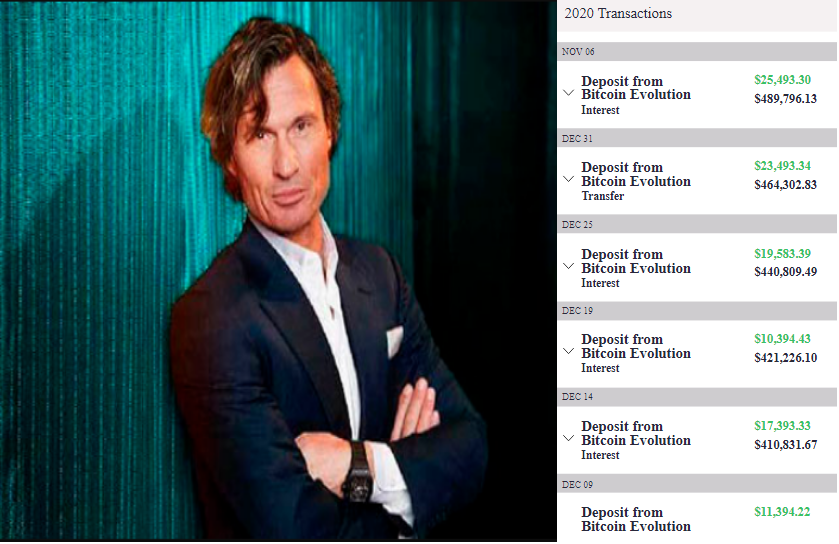 2020 Transactions
NOV 06
Deposit from
$25,493.30
Bitcoin Evolution
$489,796.13
Interest
DEC 31
Deposit from
$23,493.34
Bitcoin Evolution
$464,302.83
Transfer
DEC 25
Deposit from
$19,583.39
Bitcoin Evolution
$440,809.49
Interest
DEC 19
Deposit from
$10,394.43
Bitcoin Evolution
$421,226.10
Interest
DEC 14
Deposit from
$17,393.33
Bitcoin Evolution
$410,831.67
Interest
DEC 09
Deposit from
$11,394.22
Bitcoin Evolution